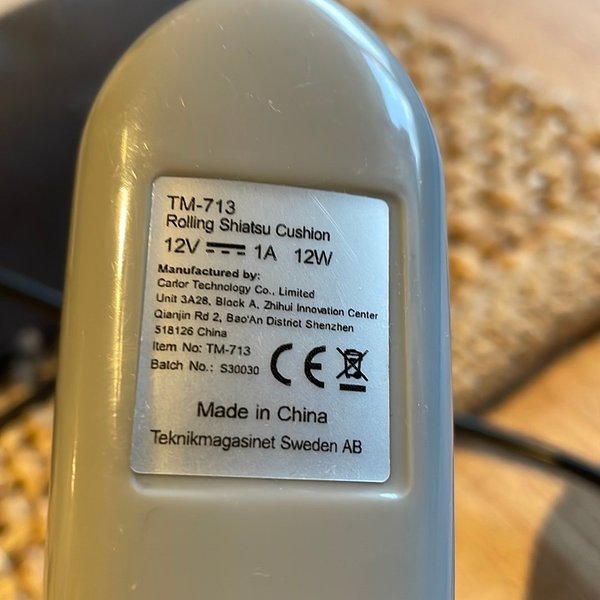 TM-713
Rolling Shiatsu Cushion
12V ⎓ 1A 12W
Manufactured by:
Carlor Technology Co., Limited
Unit 3A28, Block A, Zhihui Innovation Center
Qianjin Rd 2, Bao'An District Shenzhen
518126 China
Item No: TM-713
Batch No.: S30030
CE
Made in China
Teknikmagasinet Sweden AB